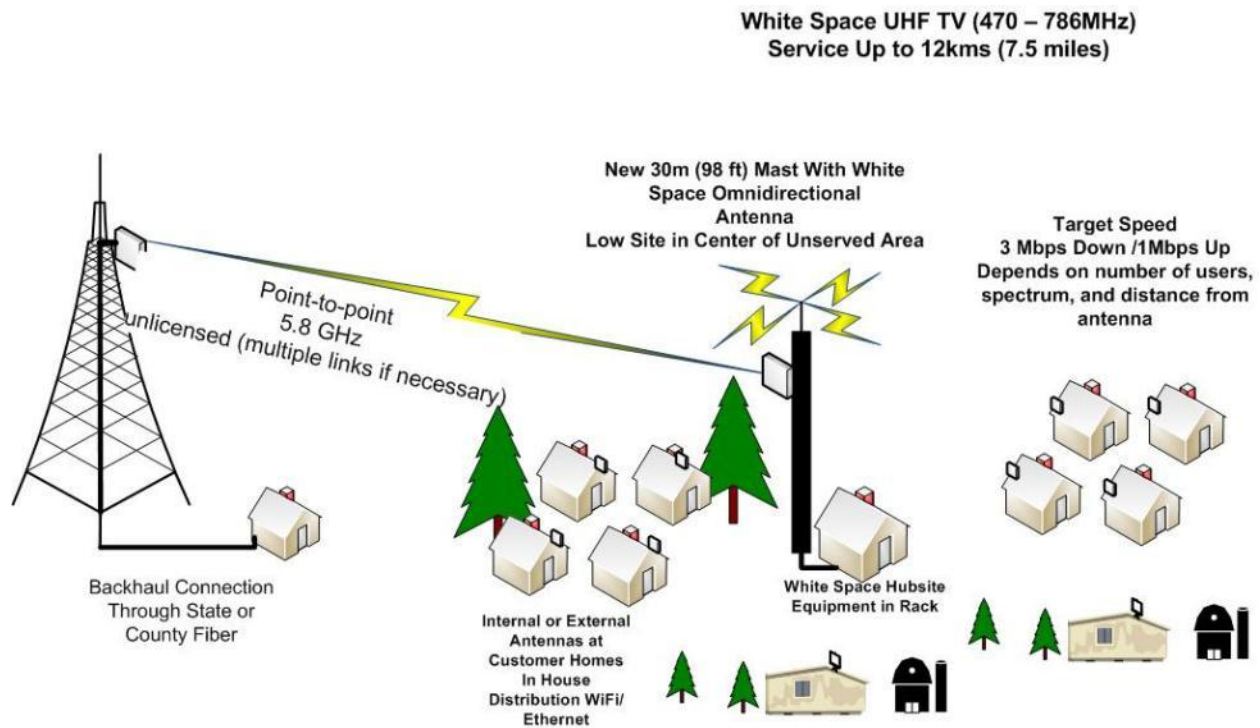 White Space UHF TV (470 – 786MHz)
Service Up to 12kms (7.5 miles)
New 30m (98 ft) Mast With White
Space Omnidirectional
Antenna
Low Site in Center of Unserved Area
Target Speed
3 Mbps Down /1Mbps Up
Depends on number of users,
spectrum, and distance from
antenna
Point-to-point
5.8 GHz
unlicensed (multiple links if necessary)
Backhaul Connection
Through State or
County Fiber
White Space Hubsite
Equipment in Rack
Internal or External
Antennas at
Customer Homes
In House
Distribution WiFi/
Ethernet